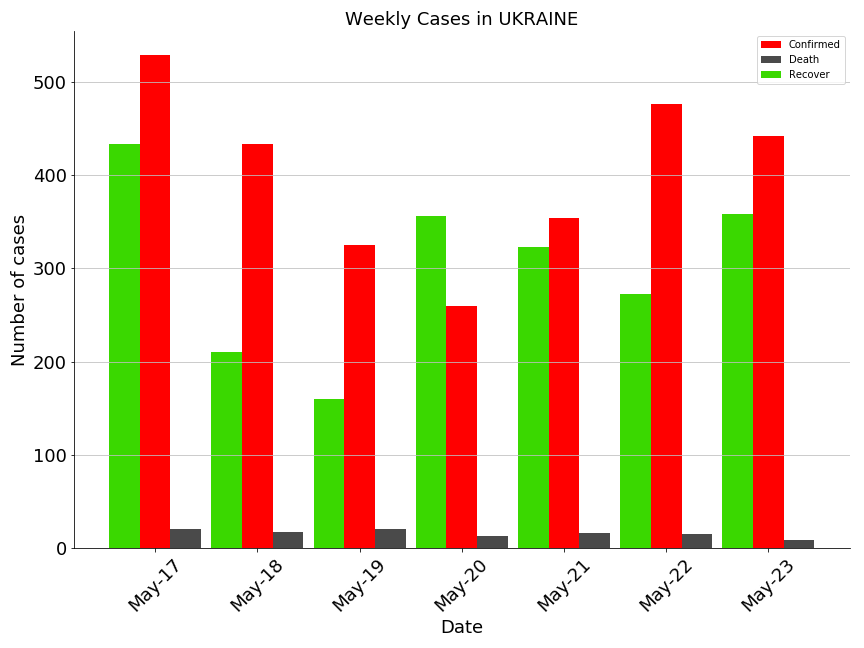 Weekly Cases in UKRAINE
Confirmed
Death
Recover
Number of cases
500
400
300
200
100
0
May-17
May-18
May-19
May-20
May-21
May-22
May-23
Date